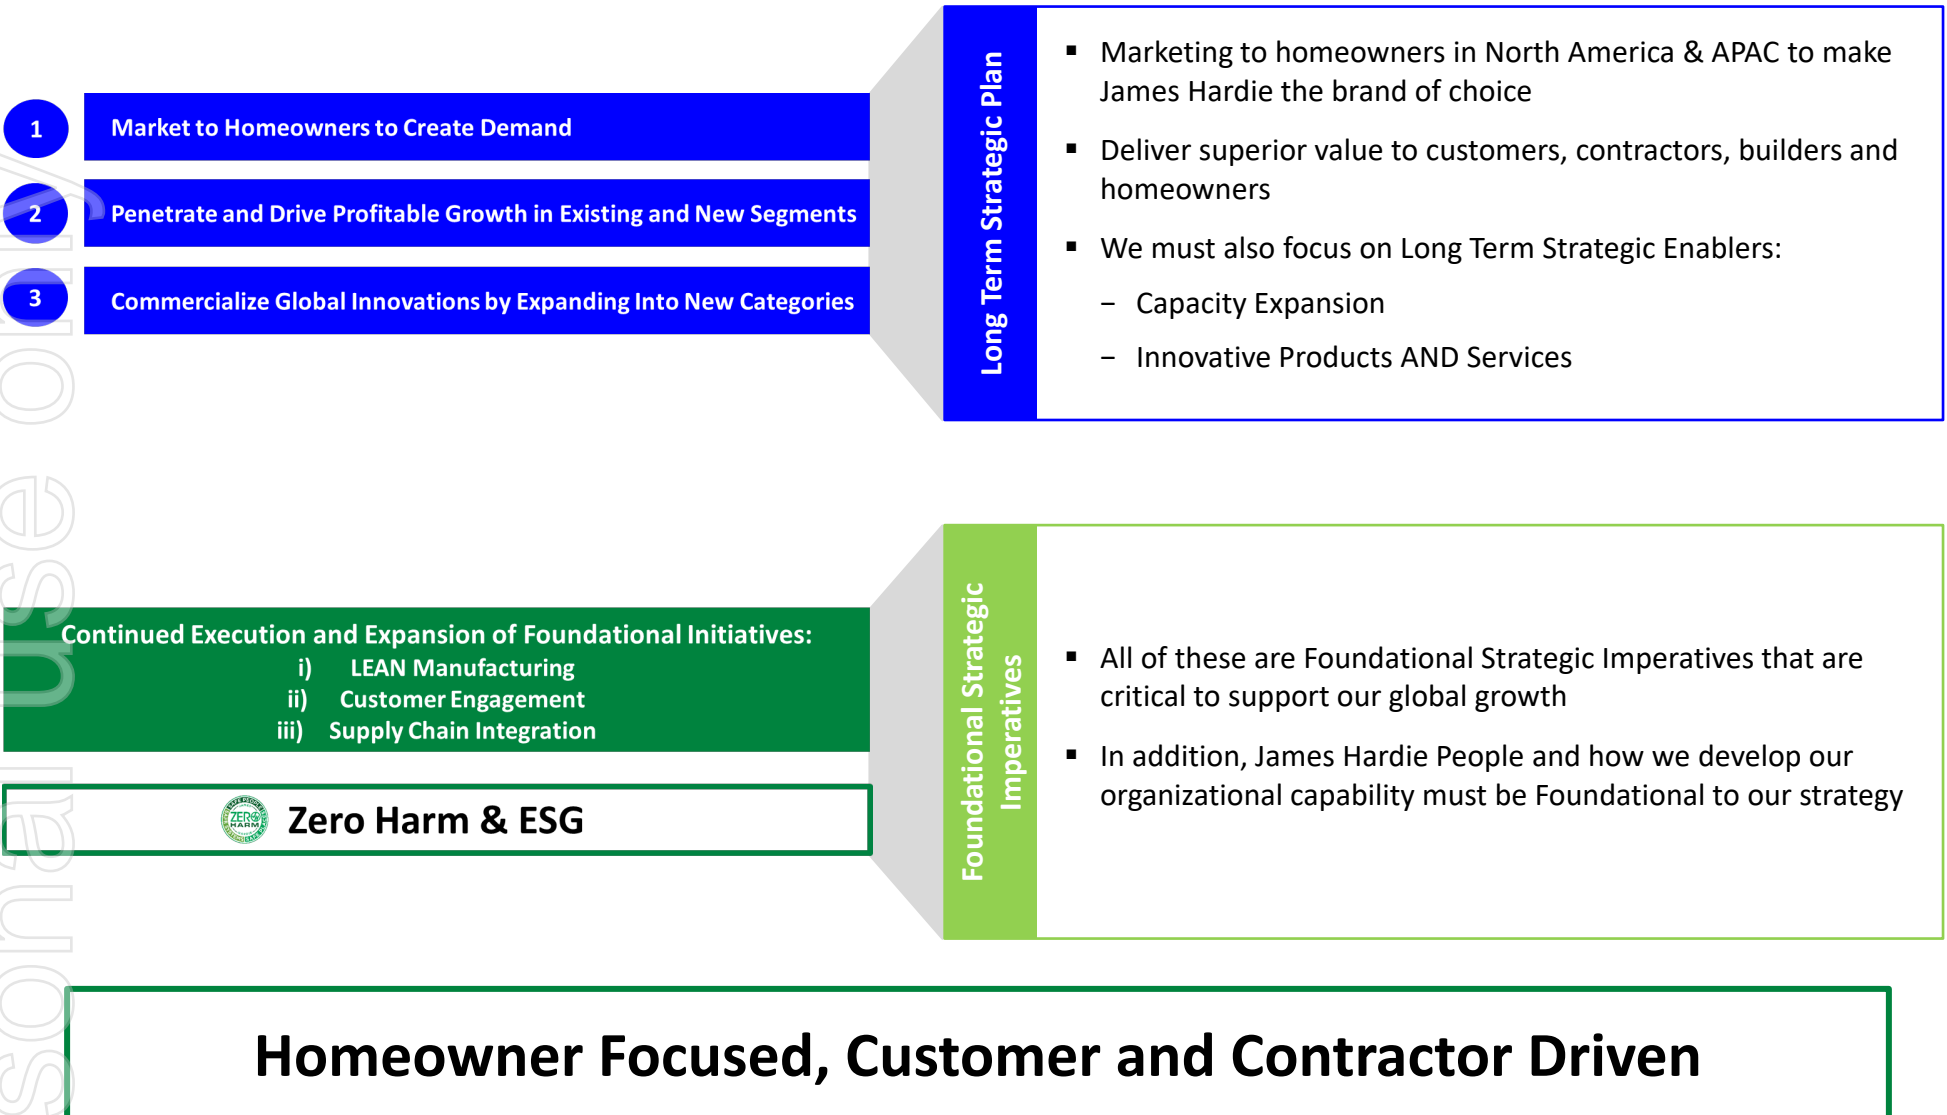 1
Market to Homeowners to Create Demand
2
Penetrate and Drive Profitable Growth in Existing and New Segments
3
Commercialize Global Innovations by Expanding Into New Categories
Long Term Strategic Plan
▪ Marketing to homeowners in North America & APAC to make
James Hardie the brand of choice
▪ Deliver superior value to customers, contractors, builders and
homeowners
▪ We must also focus on Long Term Strategic Enablers:
− Capacity Expansion
− Innovative Products AND Services
Continued Execution and Expansion of Foundational Initiatives:
i) LEAN Manufacturing
ii) Customer Engagement
iii) Supply Chain Integration
ZERO
HARM
Zero Harm & ESG
Foundational Strategic
Imperatives
▪ All of these are Foundational Strategic Imperatives that are
critical to support our global growth
▪ In addition, James Hardie People and how we develop our
organizational capability must be Foundational to our strategy
Homeowner Focused, Customer and Contractor Driven
sonal use only